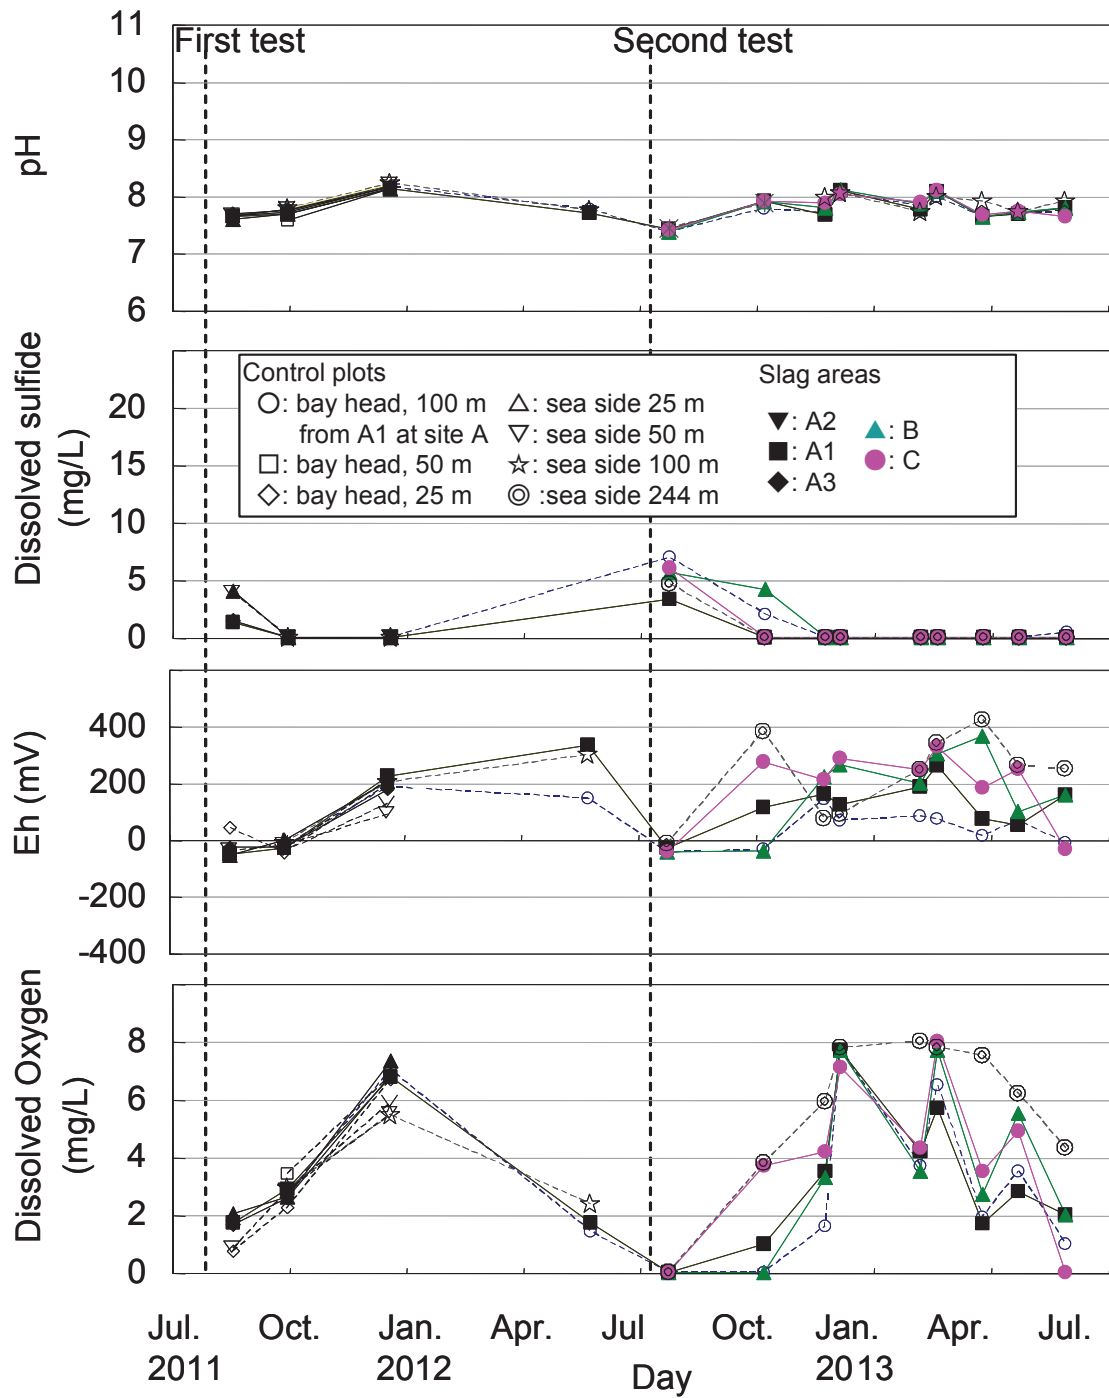 11
First test
Second test
10
9
8
7
6
pH
Dissolved sulfide
(mg/L)
20
15
10
5
0
Control plots
○: bay head, 100 m
from A1 at site A
□: bay head, 50 m
◇: bay head, 25 m
△: sea side 25 m
▽: sea side 50 m
☆: sea side 100 m
◎:sea side 244 m
Slag areas
▼: A2
■: A1
◆: A3
▲: B
●: C
Eh (mV)
400
200
0
-200
-400
Dissolved Oxygen
(mg/L)
8
6
4
2
0
Jul. Oct. Jan. Apr. Jul Oct. Jan. Apr. Jul.
2011 2012 2013
Day